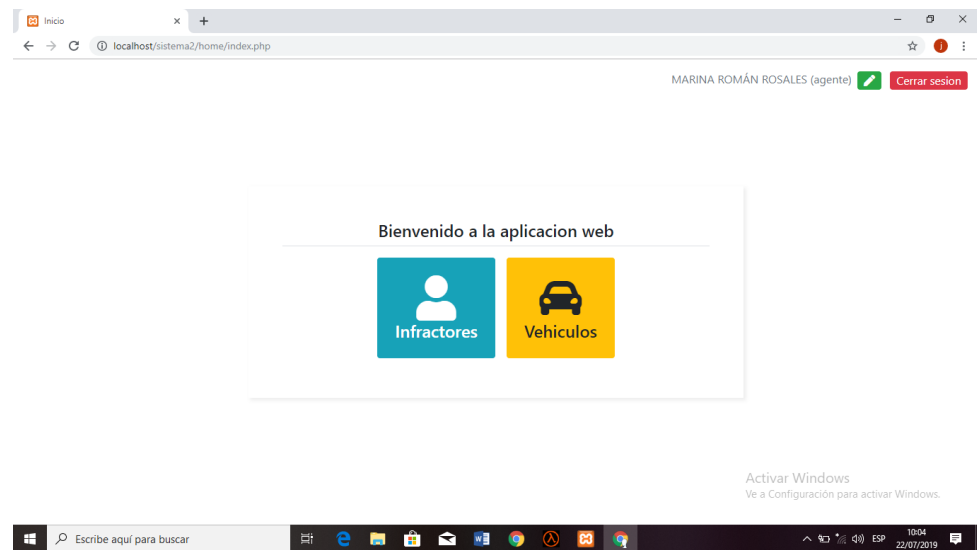 Inicio
localhost/sistema2/home/index.php
MARINA ROMÁN ROSALES (agente)
Cerrar sesion
Bienvenido a la aplicacion web
Infractores
Vehiculos
Activar Windows
Ve a Configuración para activar Windows.
Escribe aquí para buscar
ESP
10:04
22/07/2019